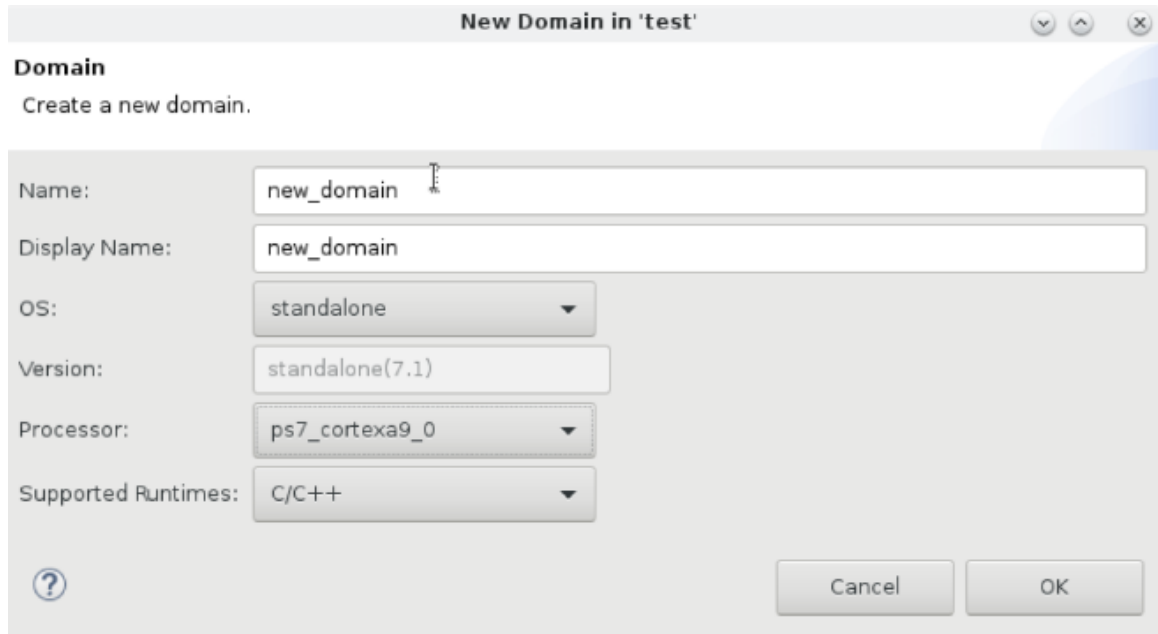 New Domain in 'test'
Domain
Create a new domain.
Name: new_domain
Display Name: new_domain
OS: standalone
Version: standalone(7.1)
Processor: ps7_cortexa9_0
Supported Runtimes: C/C++
? Cancel OK